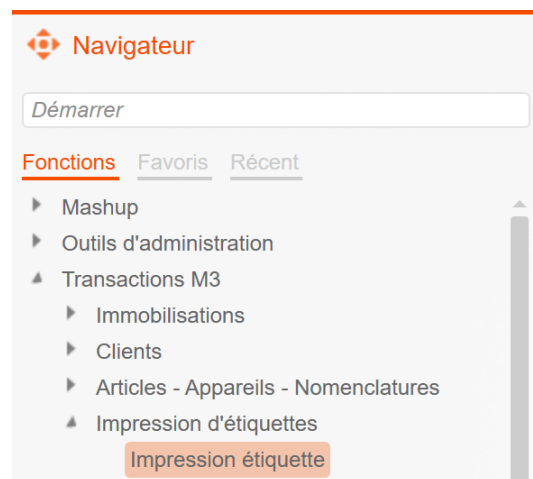 Navigateur
Démarrer
Fonctions Favoris Récent
Mashup
Outils d'administration
Transactions M3
Immobilisations
Clients
Articles - Appareils - Nomenclatures
Impression d'étiquettes
Impression étiquette